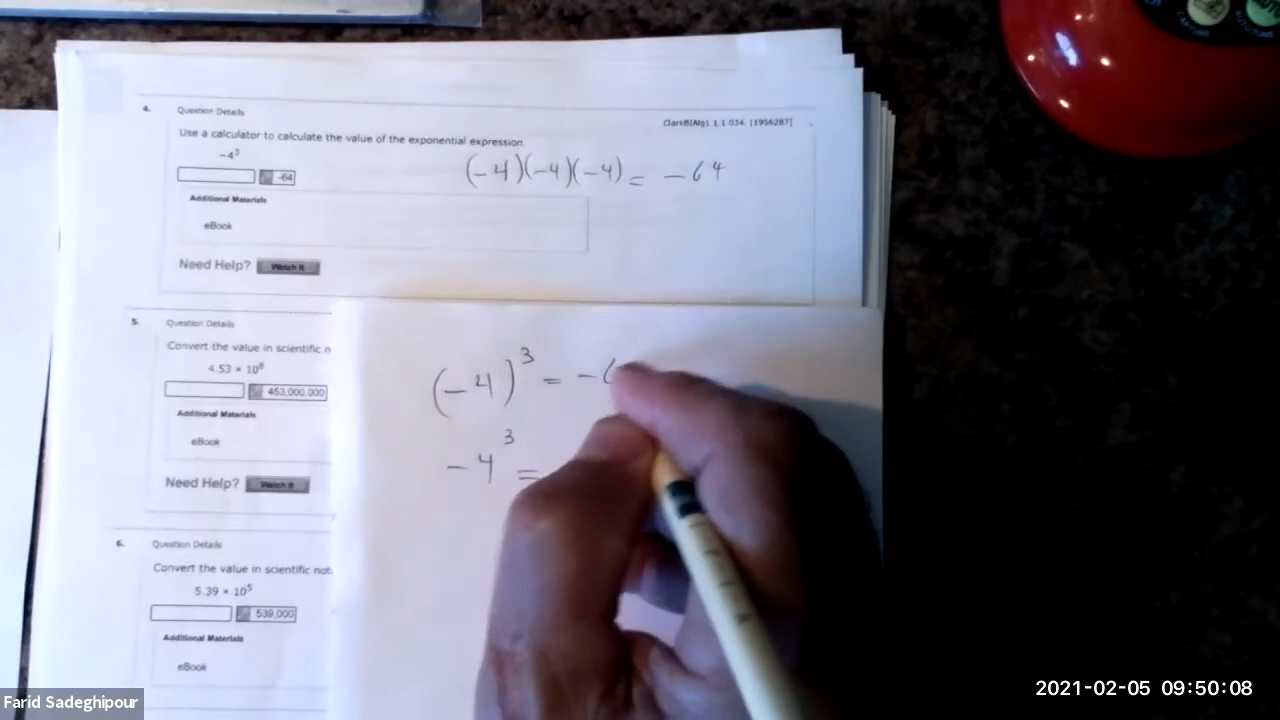 4. Question Details
ClarkBIAlg1 1.1.034. [1956287]
Use a calculator to calculate the value of the exponential expression.
-4³
-64
(-4)(-4)(-4) = -64
Additional Materials
eBook
Need Help? Watch It
5. Question Details
Convert the value in scientific n
4.53 × 10⁸
453,000,000
Additional Materials
eBook
Need Help? Watch It
(-4)³ = -6
-4³ =
6. Question Details
Convert the value in scientific not
5.39 × 10⁵
539,000
Additional Materials
eBook
CAPTURE
AUTO TUNE
Farid Sadeghipour
2021-02-05 09:50:08